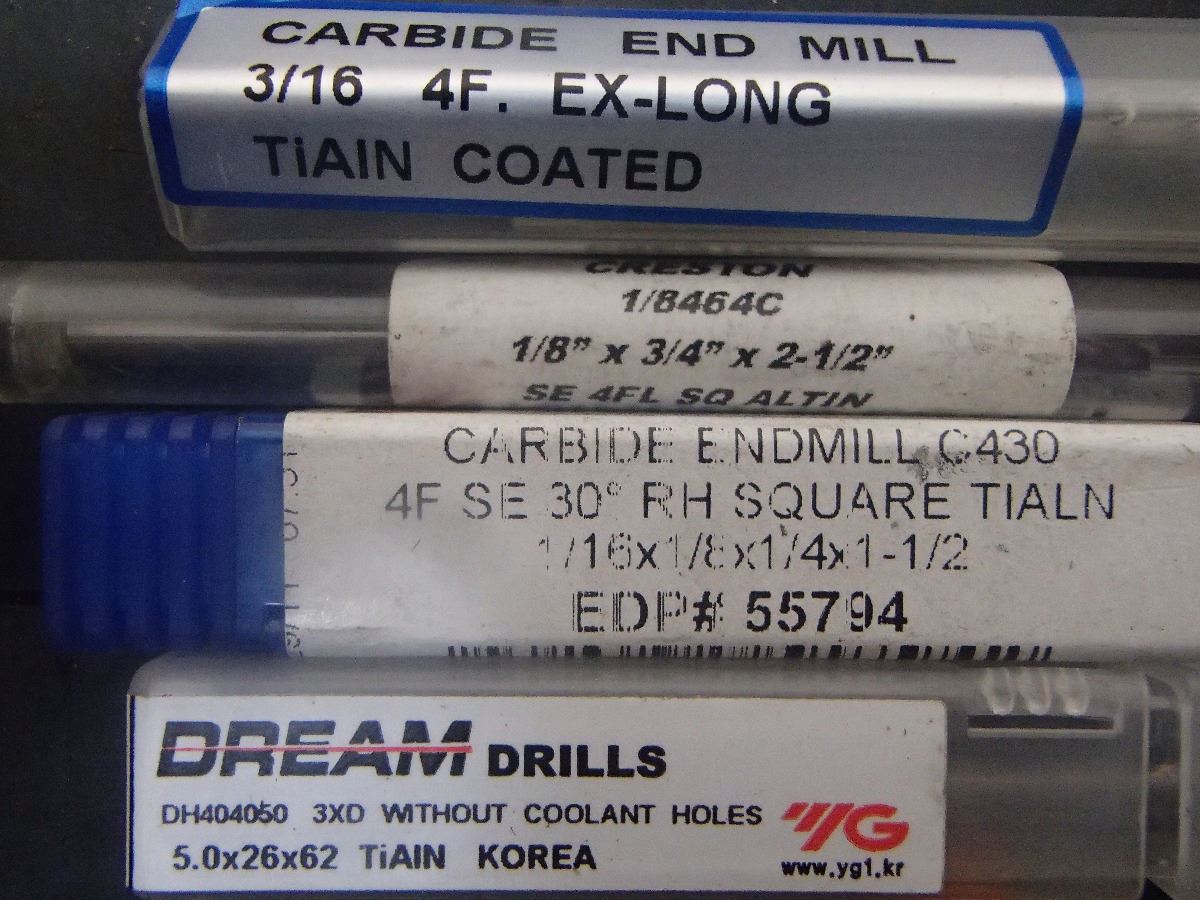 CARBIDE END MILL
3/16 4F. EX-LONG
TiAIN COATED
CRESTON
1/8464C
1/8" x 3/4" x 2-1/2"
SE 4FL SQ ALTIN
CARBIDE ENDMILL C430
4F SE 30° RH SQUARE TIALN
1/16x1/8x1/4x1-1/2
EDP# 55794
DREAM DRILLS
DH404050 3XD WITHOUT COOLANT HOLES
5.0x26x62 TiAIN KOREA
YG
www.yg1.kr